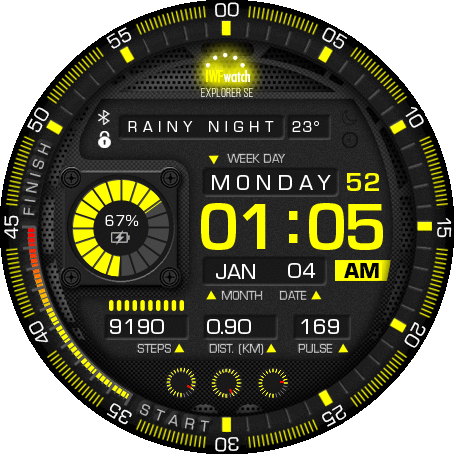 00
55
05
50
10
45
15
40
20
35
25
30
IWFwatch
EXPLORER SE
RAINY NIGHT 23°
WEEK DAY
MONDAY 52
01:05
JAN 04 AM
MONTH DATE
67%
9190 0.90 169
STEPS DIST. (KM) PULSE
FINISH
START